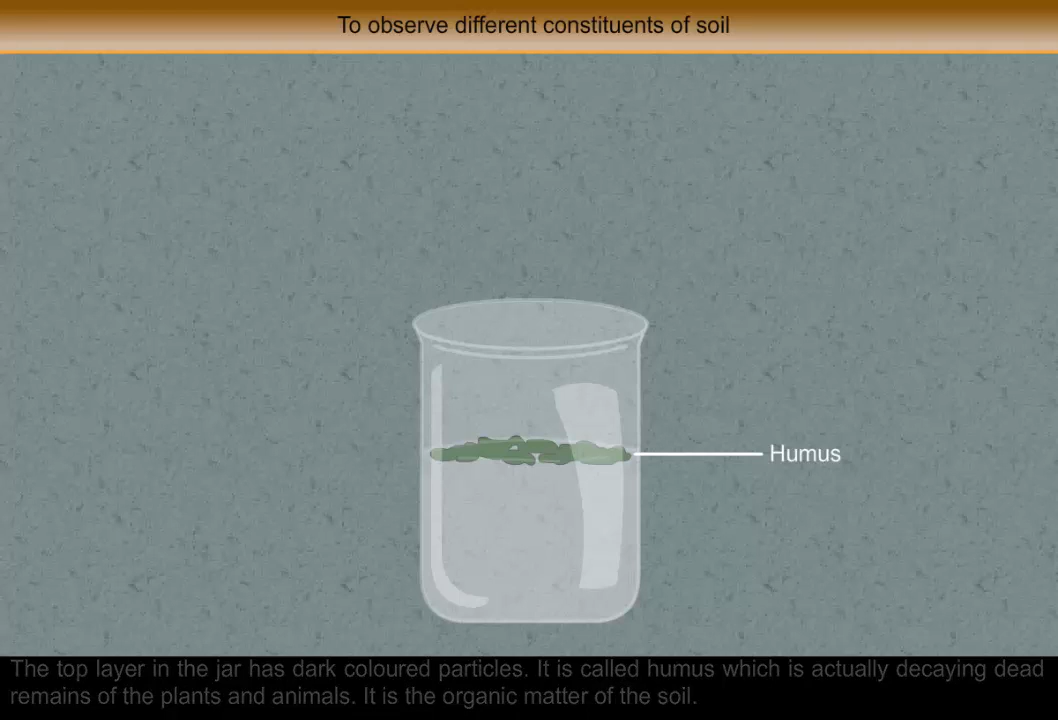 To observe different constituents of soil
Humus
The top layer in the jar has dark coloured particles. It is called humus which is actually decaying dead
remains of the plants and animals. It is the organic matter of the soil.